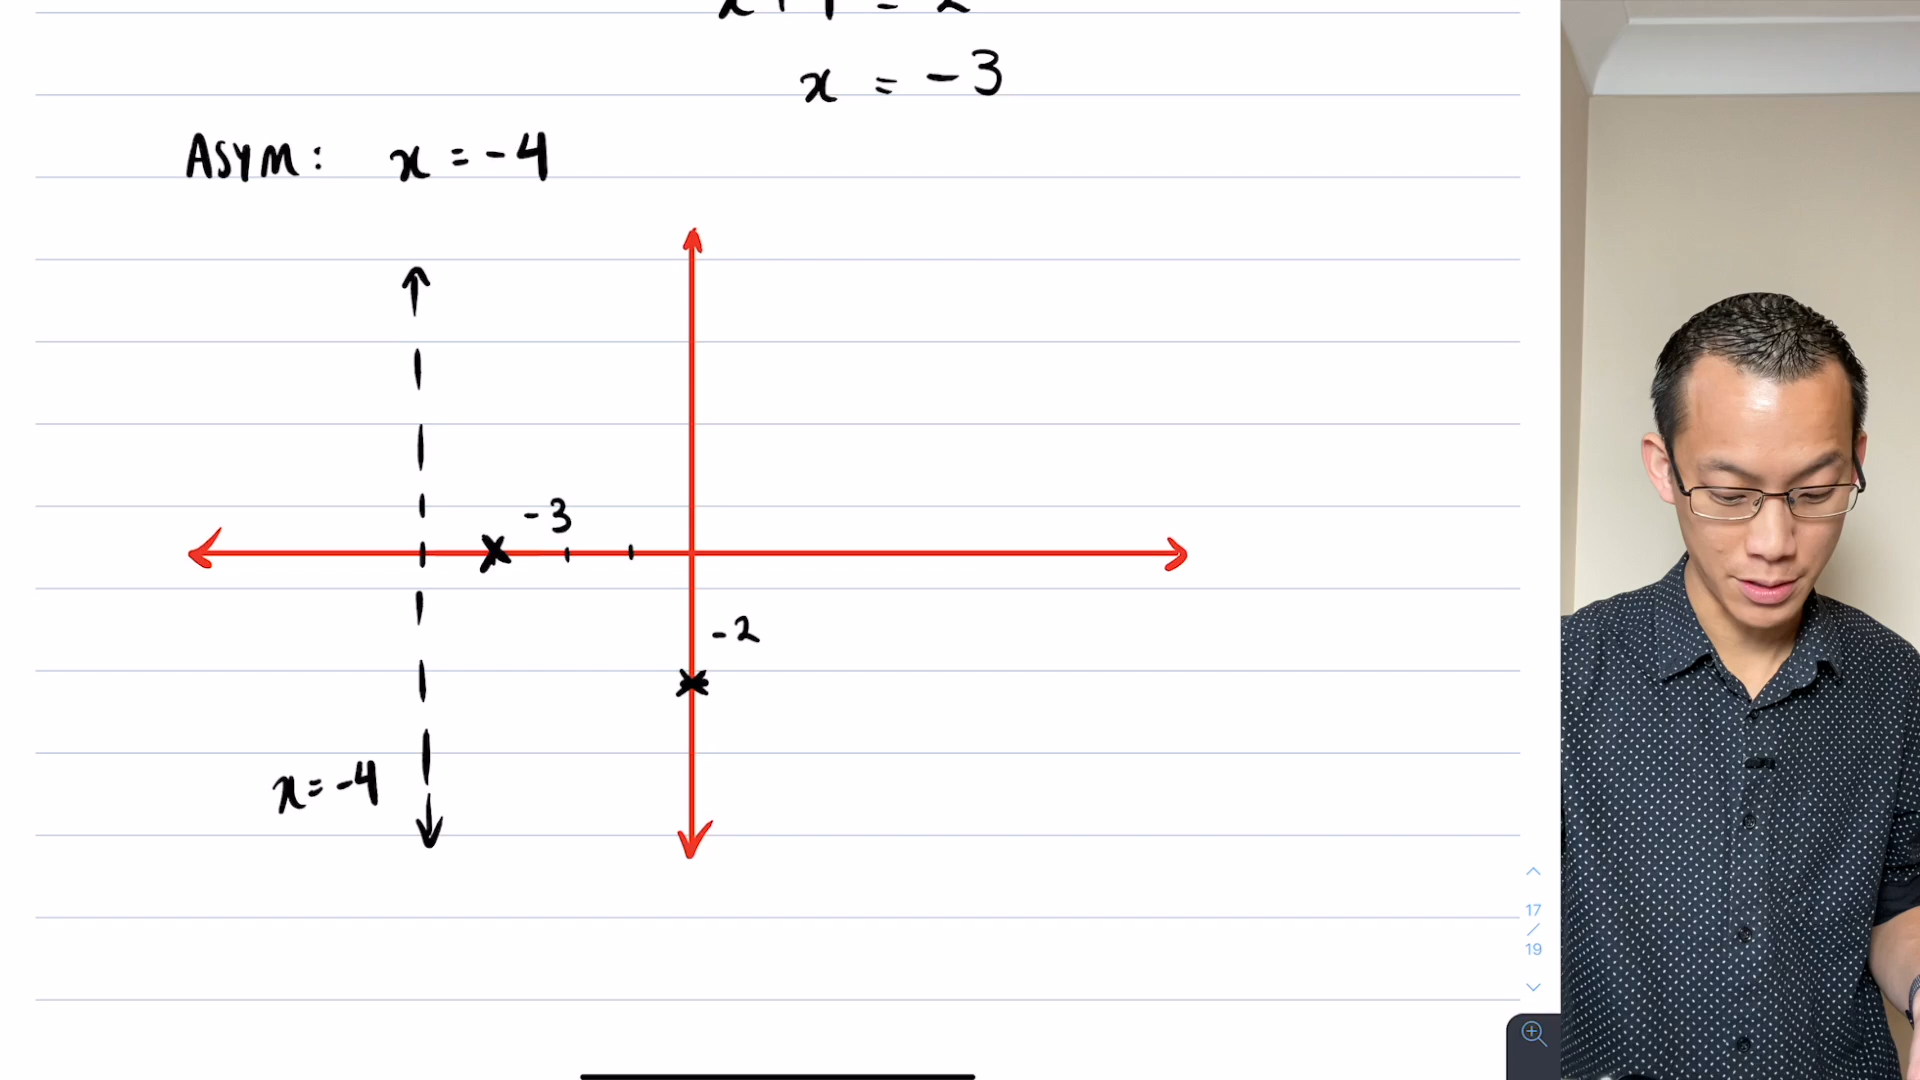 x = -3
Asym: x = -4
-3
-2
x = -4
17
/
19